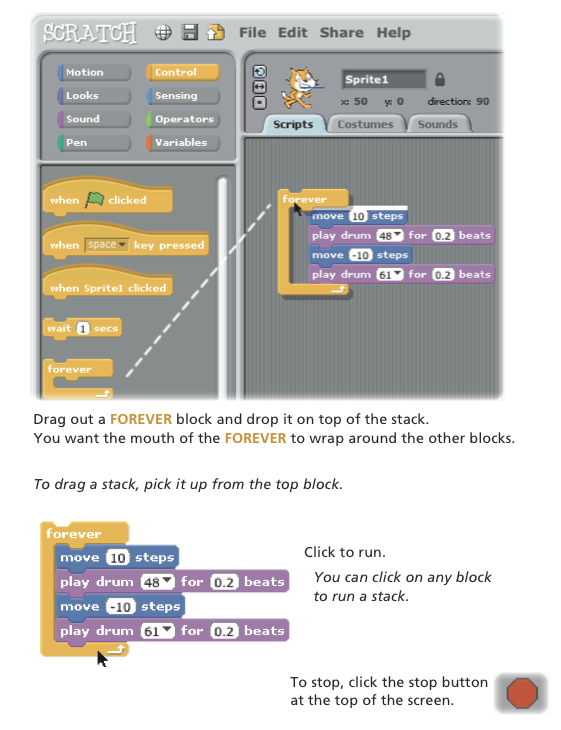 SCRATCH File Edit Share Help
Motion Control
Looks Sensing
Sound Operators
Pen Variables
Sprite1
x: 50 y: 0 direction: 90
Scripts Costumes Sounds
when clicked
when space key pressed
when Sprite1 clicked
wait 1 secs
forever
forever
move 10 steps
play drum 48 for 0.2 beats
move -10 steps
play drum 61 for 0.2 beats
Drag out a FOREVER block and drop it on top of the stack.
You want the mouth of the FOREVER to wrap around the other blocks.
To drag a stack, pick it up from the top block.
forever
move 10 steps
play drum 48 for 0.2 beats
move -10 steps
play drum 61 for 0.2 beats
Click to run.
You can click on any block
to run a stack.
To stop, click the stop button
at the top of the screen.